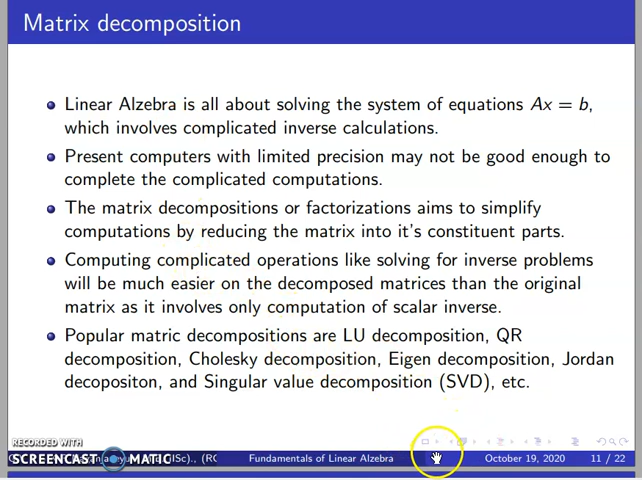 Matrix decomposition
Linear Alzebra is all about solving the system of equations Ax = b,
which involves complicated inverse calculations.
Present computers with limited precision may not be good enough to
complete the complicated computations.
The matrix decompositions or factorizations aims to simplify
computations by reducing the matrix into it's constituent parts.
Computing complicated operations like solving for inverse problems
will be much easier on the decomposed matrices than the original
matrix as it involves only computation of scalar inverse.
Popular matric decompositions are LU decomposition, QR
decomposition, Cholesky decomposition, Eigen decomposition, Jordan
decopositon, and Singular value decomposition (SVD), etc.
RECORDED WITH
SCREENCAST MATIC
Fundamentals of Linear Alzebra October 19, 2020 11 / 22